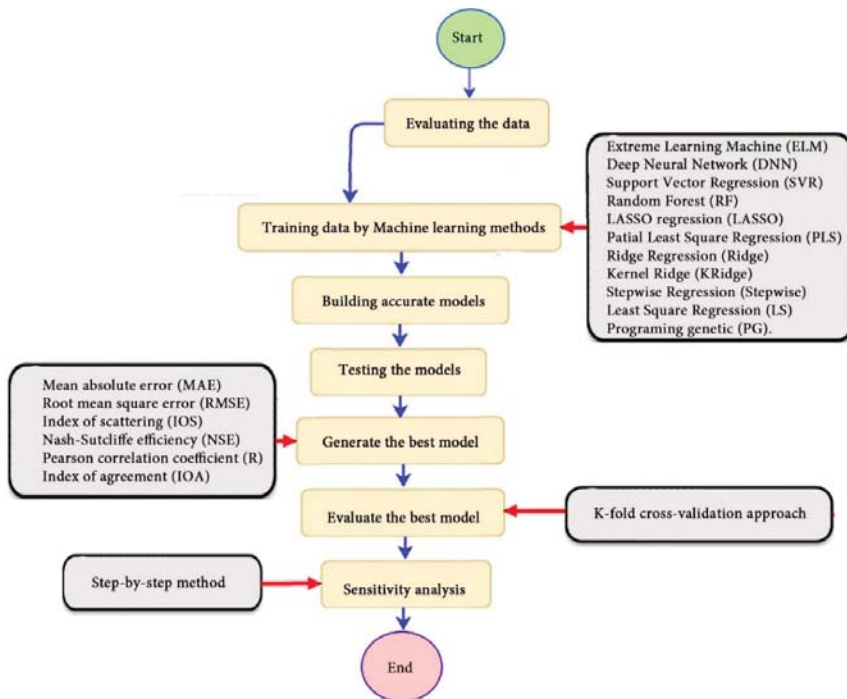 Start
Evaluating the data
Extreme Learning Machine (ELM)
Deep Neural Network (DNN)
Support Vector Regression (SVR)
Random Forest (RF)
LASSO regression (LASSO)
Patial Least Square Regression (PLS)
Ridge Regression (Ridge)
Kernel Ridge (KRidge)
Stepwise Regression (Stepwise)
Least Square Regression (LS)
Programing genetic (PG).
Training data by Machine learning methods
Building accurate models
Testing the models
Mean absolute error (MAE)
Root mean square error (RMSE)
Index of scattering (IOS)
Nash-Sutcliffe efficiency (NSE)
Pearson correlation coefficient (R)
Index of agreement (IOA)
Generate the best model
Evaluate the best model
K-fold cross-validation approach
Step-by-step method
Sensitivity analysis
End